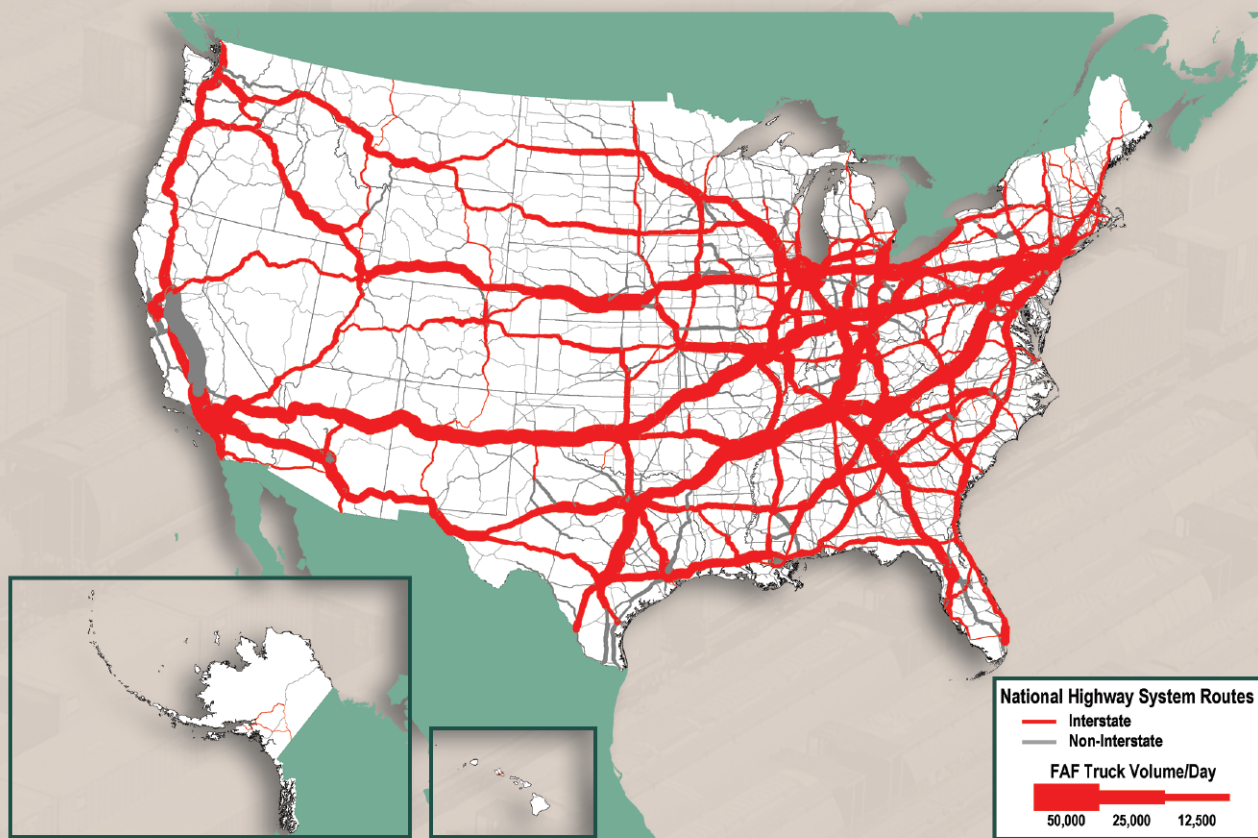 National Highway System Routes
Interstate
Non-Interstate
FAF Truck Volume/Day
50,000 25,000 12,500